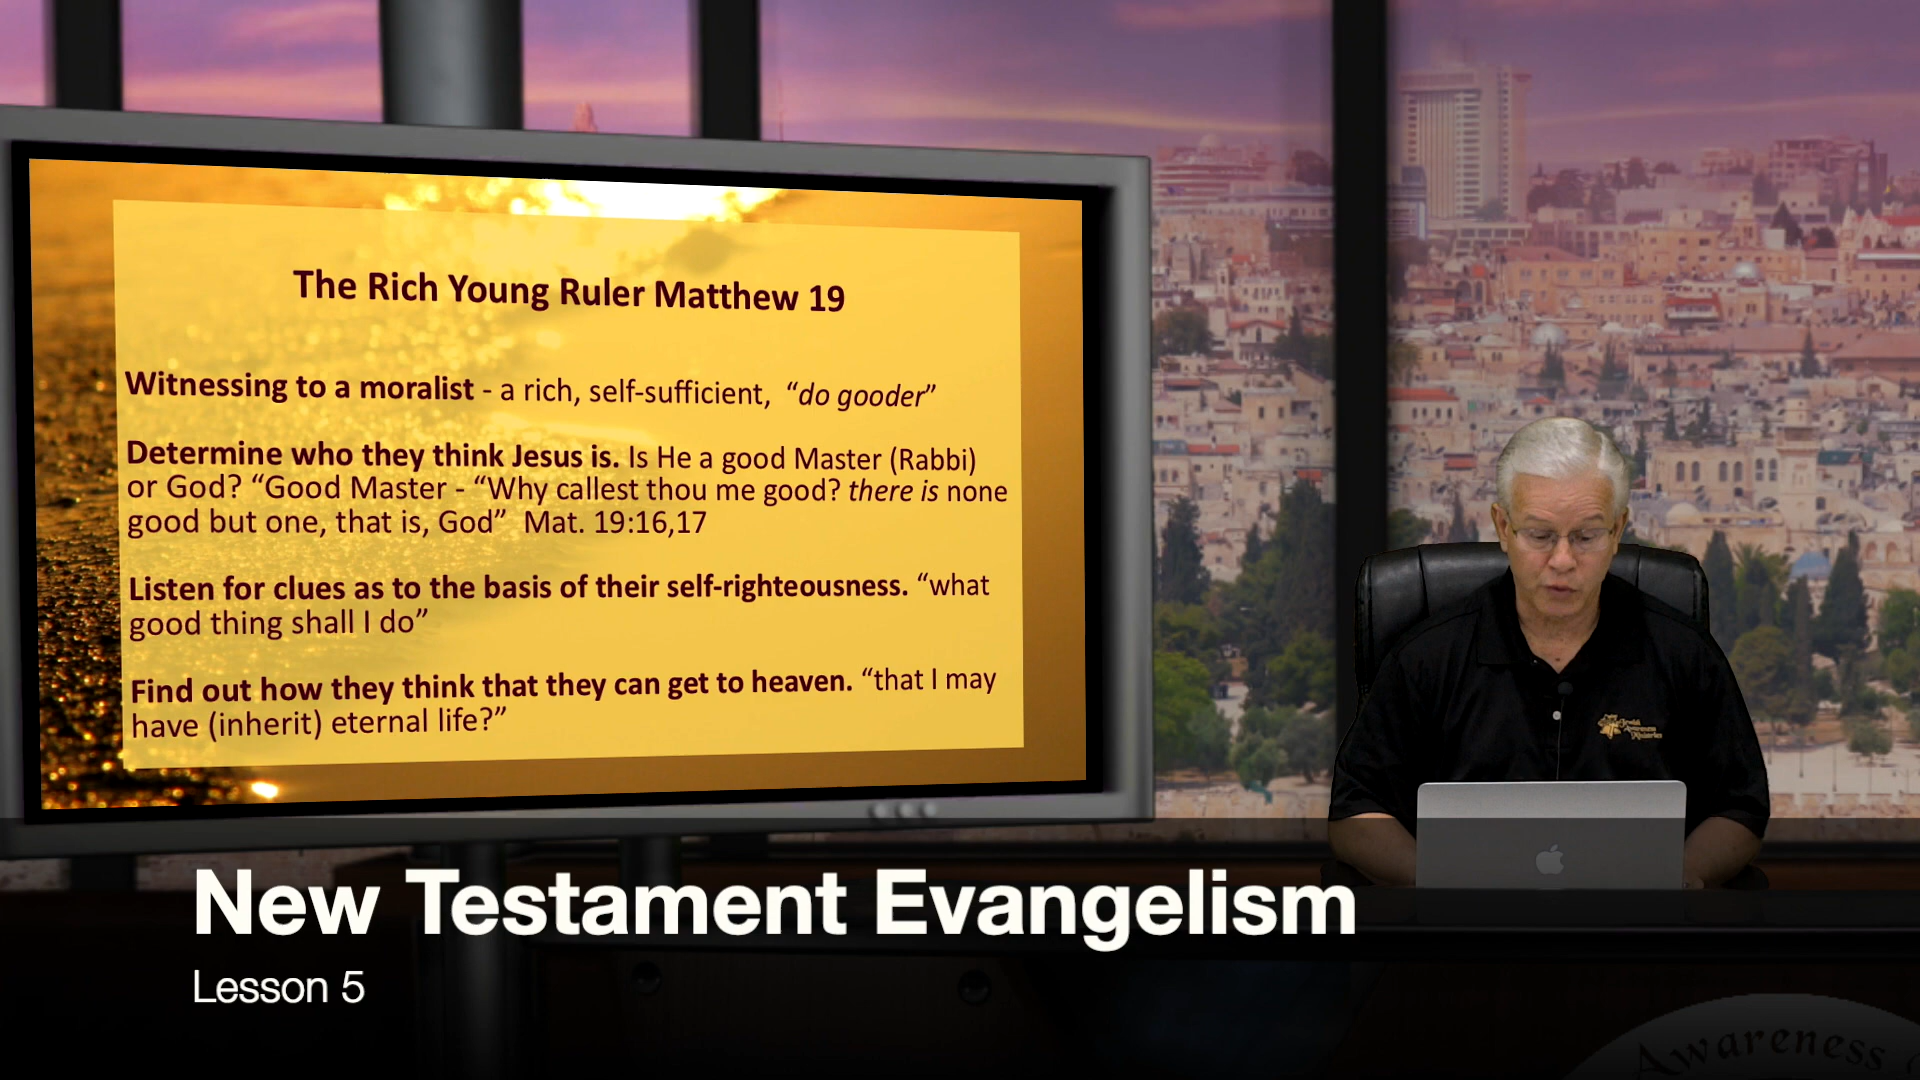 The Rich Young Ruler Matthew 19
Witnessing to a moralist - a rich, self-sufficient, “do gooder”
Determine who they think Jesus is. Is He a good Master (Rabbi)
or God? “Good Master - “Why callest thou me good? there is none
good but one, that is, God” Mat. 19:16,17
Listen for clues as to the basis of their self-righteousness. “what
good thing shall I do”
Find out how they think that they can get to heaven. “that I may
have (inherit) eternal life?”
Jewish
Awareness
Ministries
New Testament Evangelism
Lesson 5
Awareness